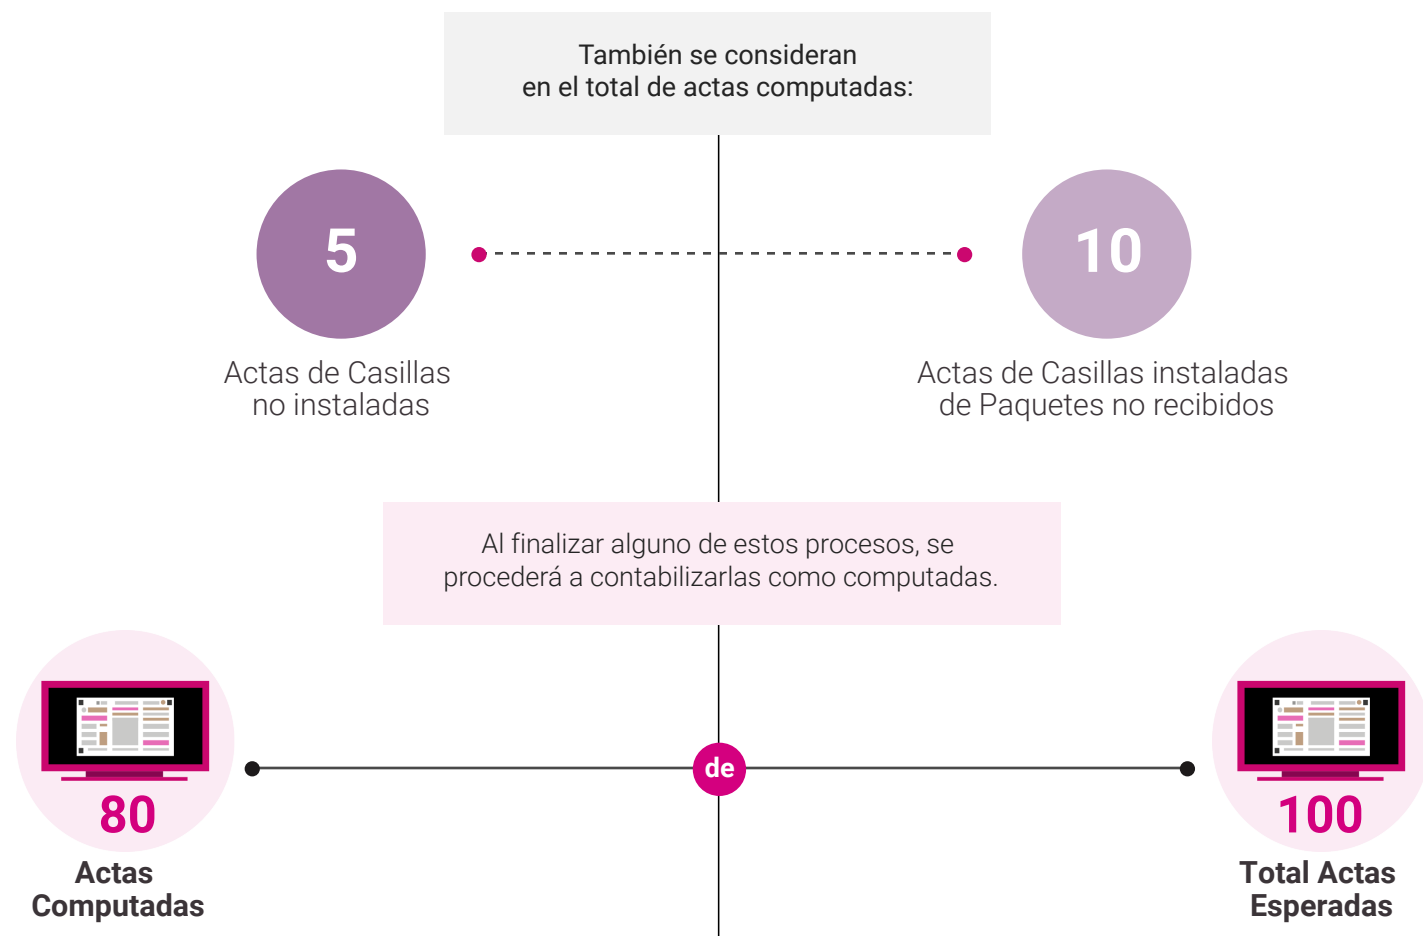 También se consideran
en el total de actas computadas:
5
10
Actas de Casillas
no instaladas
Actas de Casillas instaladas
de Paquetes no recibidos
Al finalizar alguno de estos procesos, se
procederá a contabilizarlas como computadas.
80
de
100
Actas
Computadas
Total Actas
Esperadas